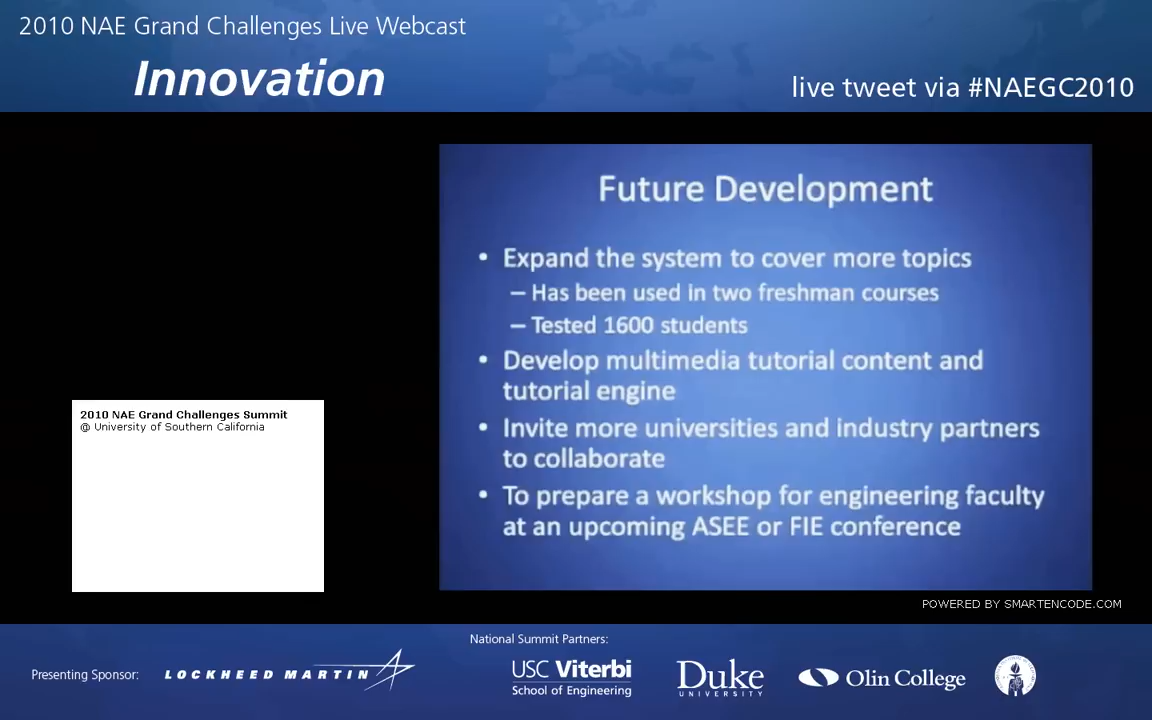 2010 NAE Grand Challenges Live Webcast
Innovation
live tweet via #NAEGC2010
Future Development
• Expand the system to cover more topics
– Has been used in two freshman courses
– Tested 1600 students
• Develop multimedia tutorial content and
tutorial engine
• Invite more universities and industry partners
to collaborate
• To prepare a workshop for engineering faculty
at an upcoming ASEE or FIE conference
2010 NAE Grand Challenges Summit
@ University of Southern California
POWERED BY SMARTENCODE.COM
National Summit Partners:
Presenting Sponsor:
LOCKHEED MARTIN
USC Viterbi
School of Engineering
Duke
UNIVERSITY
Olin College